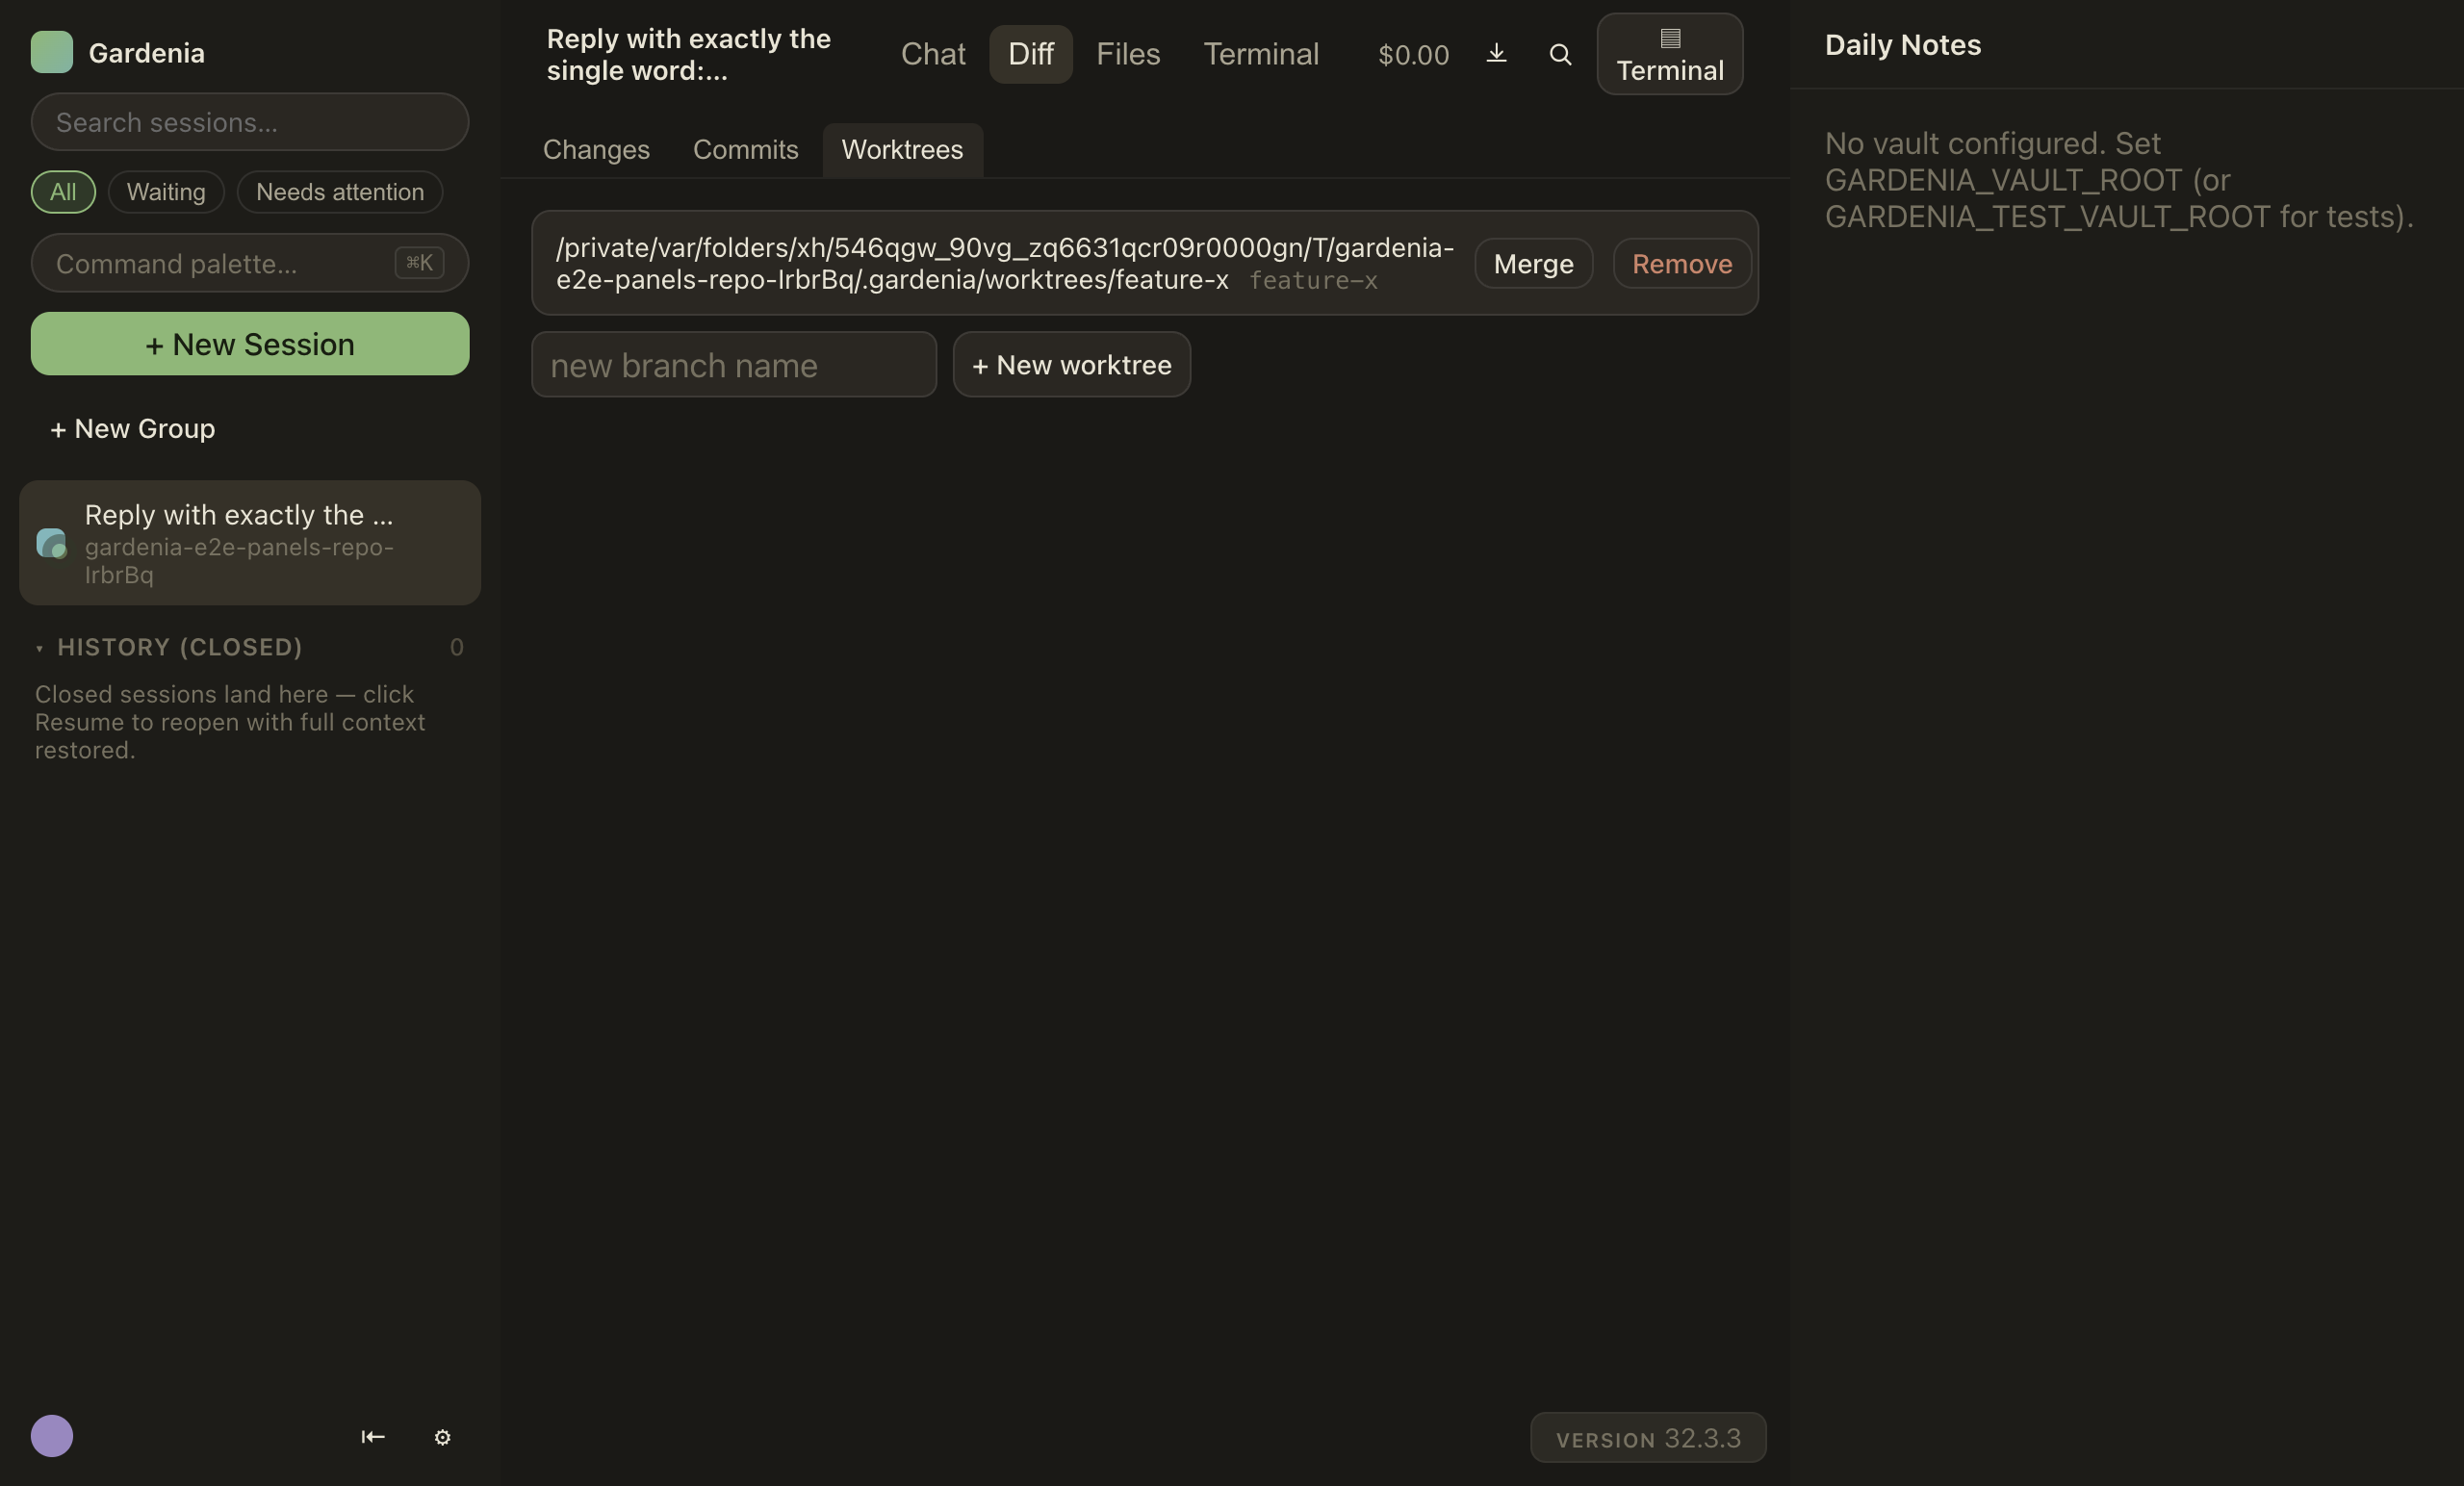 Gardenia
Search sessions...
All
Waiting
Needs attention
Command palette...
⌘K
+ New Session
+ New Group
Reply with exactly the ...
gardenia-e2e-panels-repo-
lrbrBq
HISTORY (CLOSED)
0
Closed sessions land here — click
Resume to reopen with full context
restored.
Reply with exactly the
single word:...
Chat
Diff
Files
Terminal
$0.00
Terminal
Changes
Commits
Worktrees
/private/var/folders/xh/546qgw_90vg_zq6631qcr09r0000gn/T/gardenia-
e2e-panels-repo-lrbrBq/.gardenia/worktrees/feature-x feature-x
Merge
Remove
new branch name
+ New worktree
VERSION 32.3.3
Daily Notes
No vault configured. Set
GARDENIA_VAULT_ROOT (or
GARDENIA_TEST_VAULT_ROOT for tests).